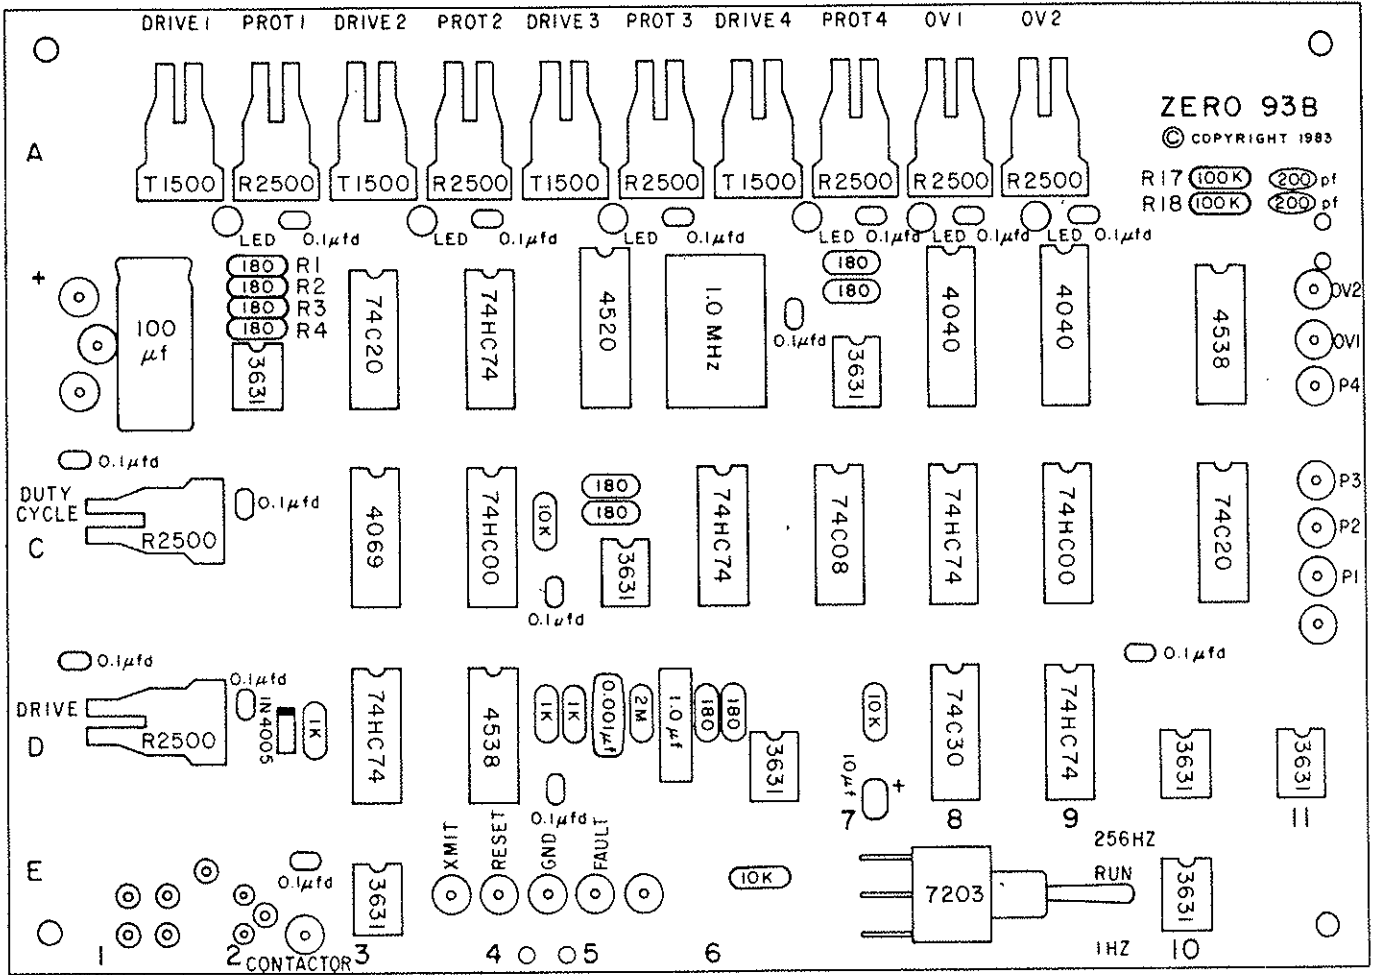 DRIVE 1 PROT 1 DRIVE 2 PROT 2 DRIVE 3 PROT 3 DRIVE 4 PROT 4 OV 1 OV 2
ZERO 93B
© COPYRIGHT 1983
A
T1500 R2500 T1500 R2500 T1500 R2500 T1500 R2500 R2500 R2500
R17 100K 200 pf
R18 100K 200 pf
LED 0.1μfd LED 0.1μfd LED 0.1μfd LED 0.1μfd LED 0.1μfd LED 0.1μfd
+
100
μf
180 R1
180 R2
180 R3
180 R4
3631
74C20
74HC74
4520
1.0 MHz
0.1μfd
180
180
3631
4040
4040
4538
OV2
OV1
P4
0.1μfd
DUTY
CYCLE
C
R2500
0.1μfd
4069
74HC00
10K
0.1μfd
180
180
3631
74HC74
74C08
74HC74
74HC00
74C20
P3
P2
P1
0.1μfd
0.1μfd
DRIVE
D
R2500
0.1μfd
1N4005
1K
74HC74
4538
1K
1K
0.001μf
2M
1.0μf
180
180
3631
0.1μfd
10K
10μf
+
74C30
74HC74
3631
3631
7 8 9 11
E
0.1μfd
3631
XMIT
RESET
GND
FAULT
10K
7203
256HZ
RUN
1HZ
3631
1 2 CONTACTOR 3 4 5 6 10